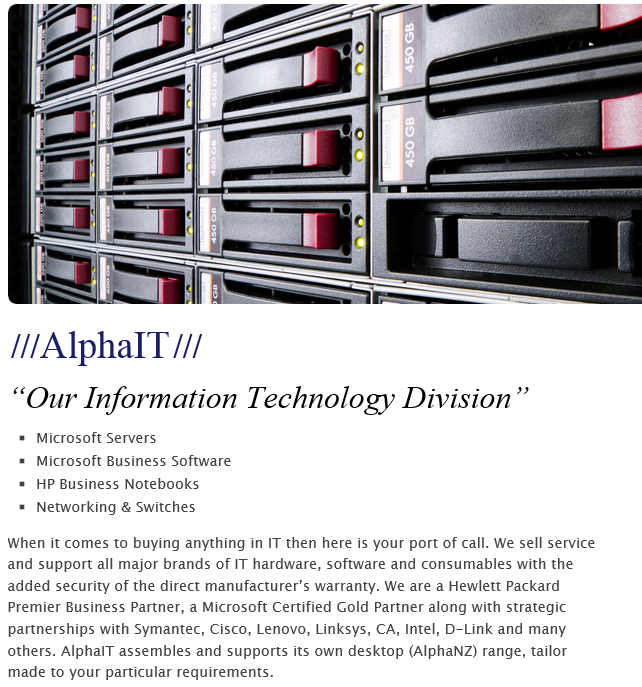 450 GB
450 GB
450 GB
450 GB
450 GB
///AlphaIT///
“Our Information Technology Division”
▪ Microsoft Servers
▪ Microsoft Business Software
▪ HP Business Notebooks
▪ Networking & Switches
When it comes to buying anything in IT then here is your port of call. We sell service
and support all major brands of IT hardware, software and consumables with the
added security of the direct manufacturer’s warranty. We are a Hewlett Packard
Premier Business Partner, a Microsoft Certified Gold Partner along with strategic
partnerships with Symantec, Cisco, Lenovo, Linksys, CA, Intel, D-Link and many
others. AlphaIT assembles and supports its own desktop (AlphaNZ) range, tailor
made to your particular requirements.